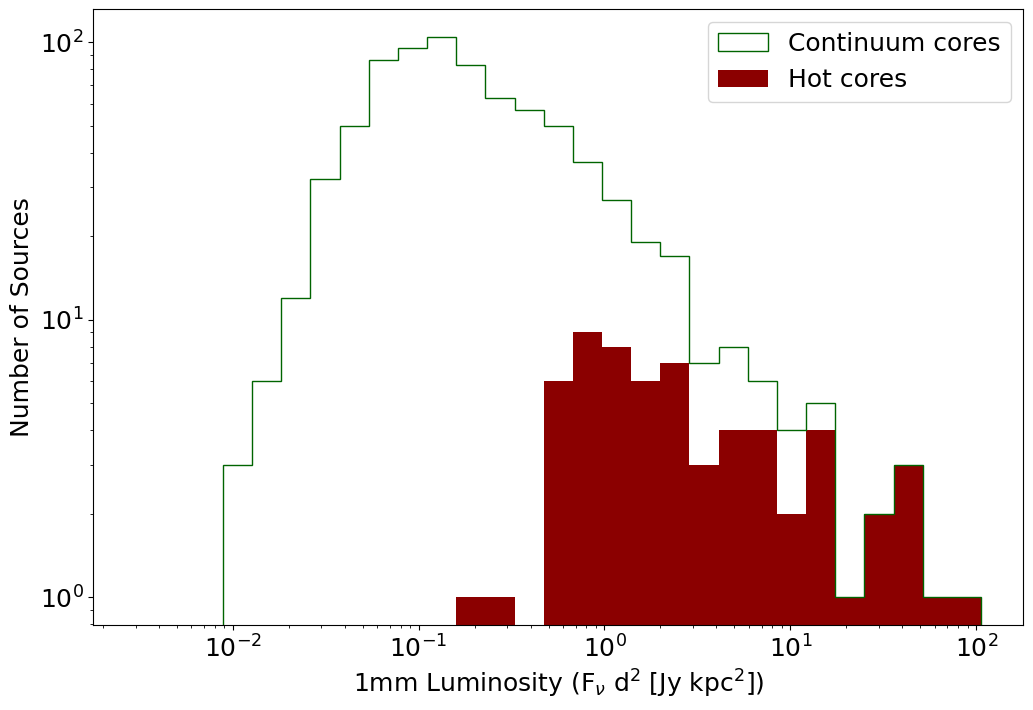 Continuum cores
Hot cores
Number of Sources
10²
10¹
10⁰
10⁻²
10⁻¹
10⁰
10¹
10²
1mm Luminosity (Fν d² [Jy kpc²])